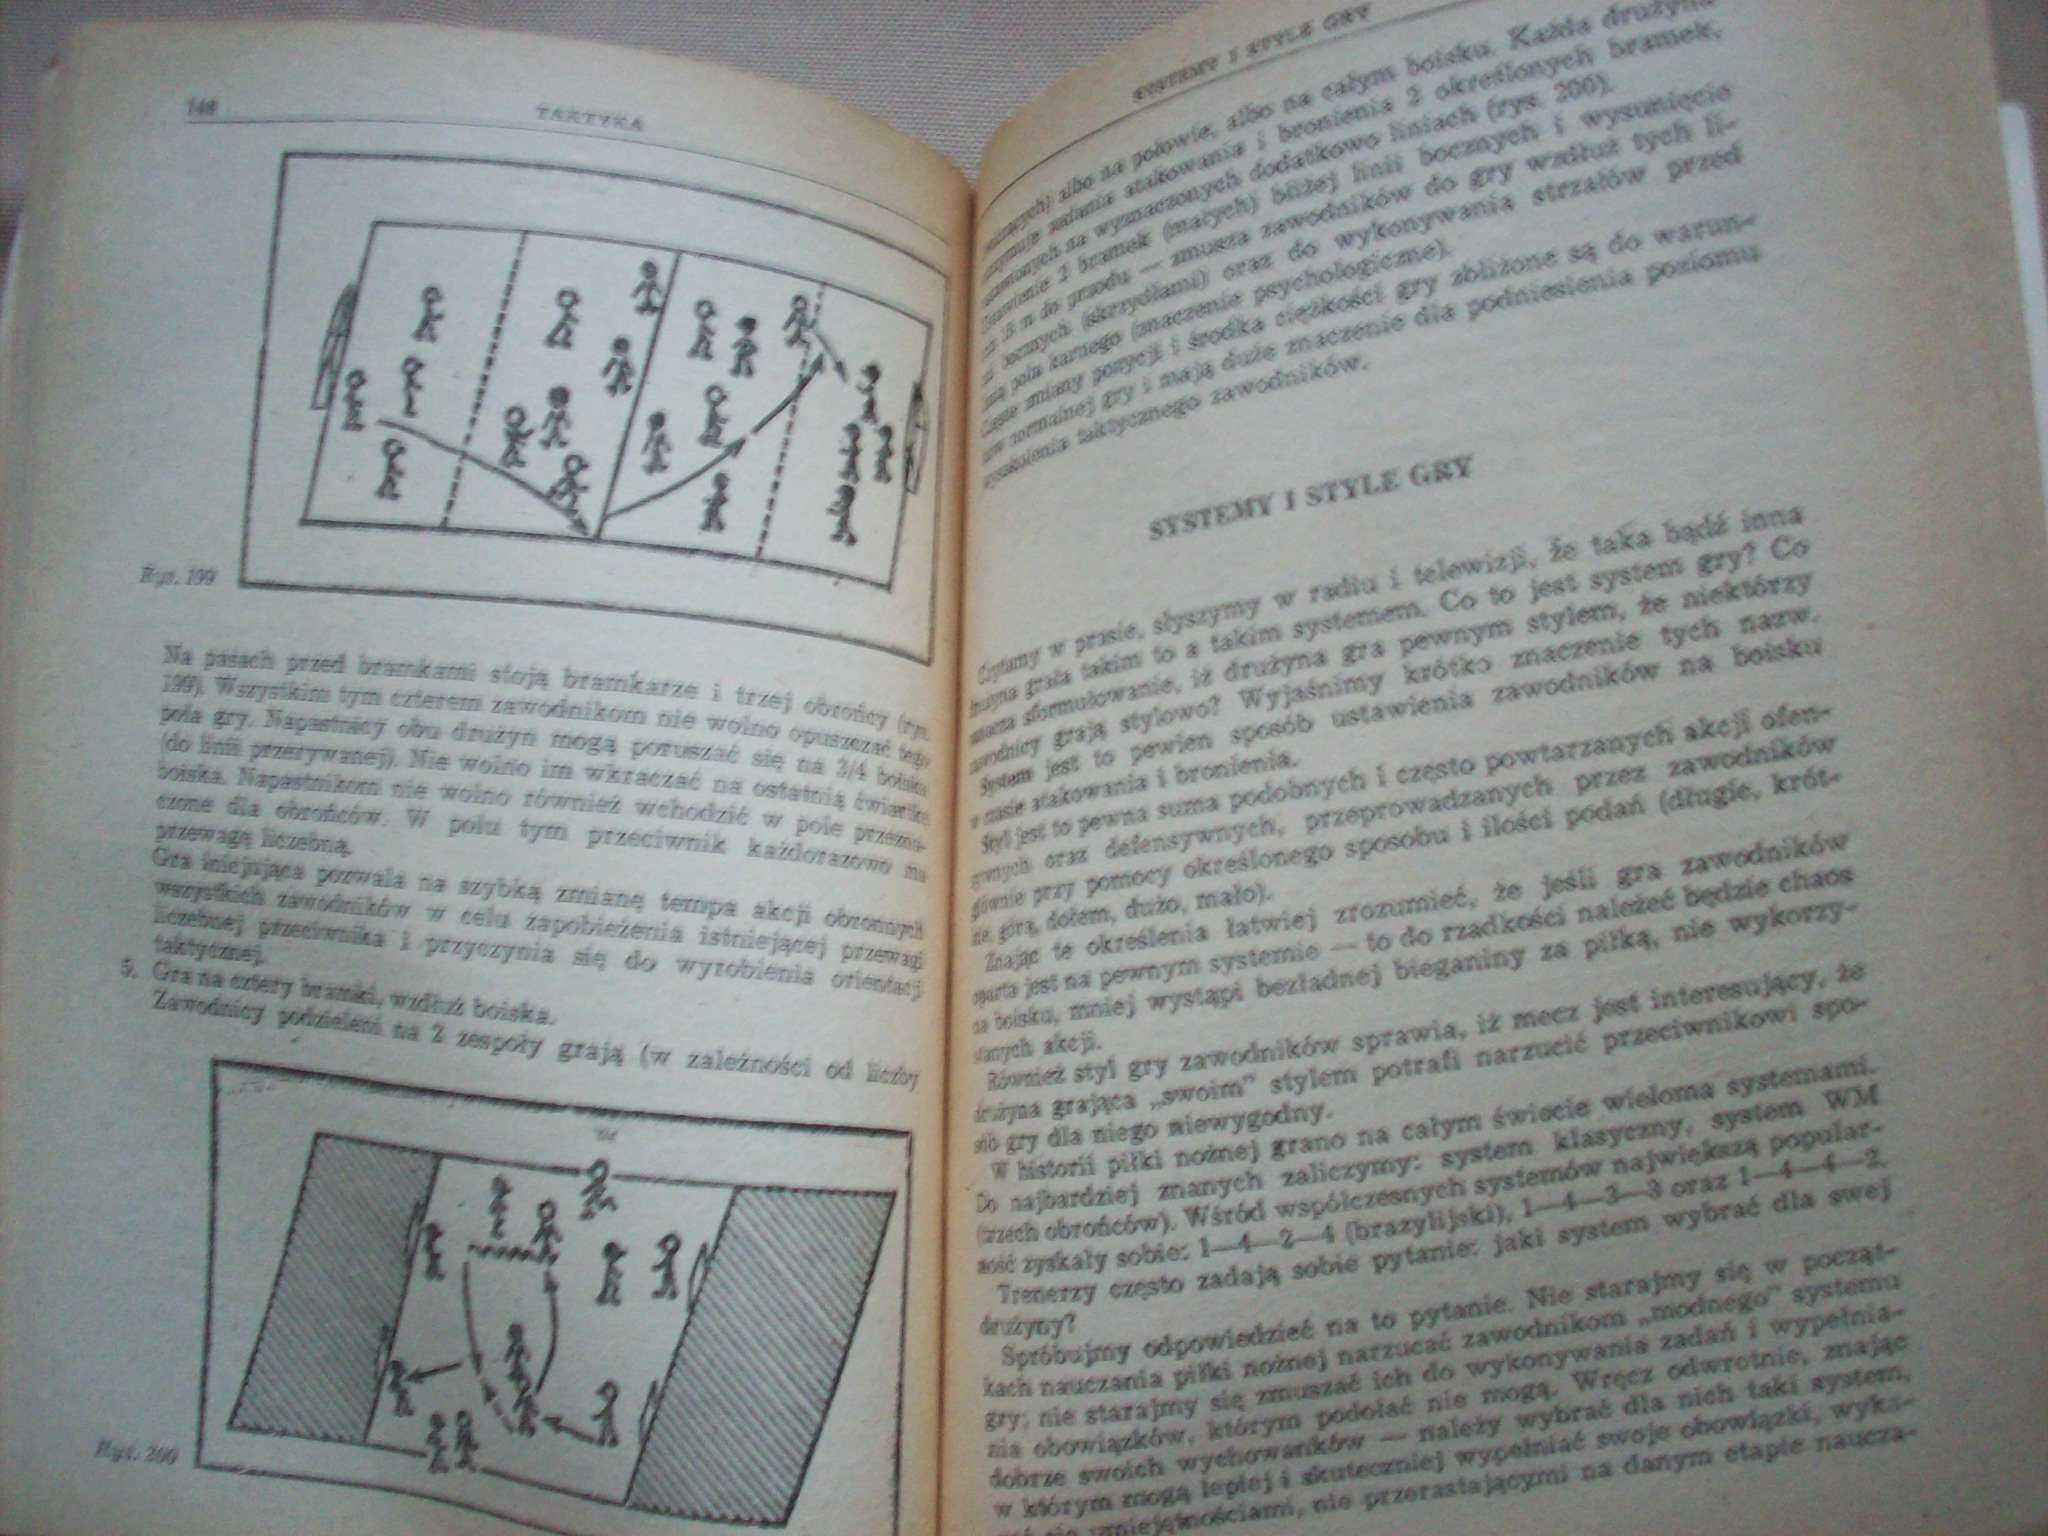 148
TAKTYKA
Rys. 199
Na pasach przed bramkami stoją bramkarze i trzej obrońcy (rys.
199). Wszystkim tym czterem zawodnikom nie wolno opuszczać tego
pola gry. Napastnicy obu drużyn mogą poruszać się na 3/4 boiska
(do linii przerywanej). Nie wolno im wkraczać na ostatnią ćwiartkę
boiska. Napastnikom nie wolno również wchodzić w pole przezna-
czone dla obrońców. W polu tym przeciwnik każdorazowo ma
przewagę liczebną.
Gra inicjująca pozwala na szybką zmianę tempa akcji obronnych
wszystkich zawodników w celu zapobieżenia istniejącej przewagi
liczebnej przeciwnika i przyczynia się do wyrobienia orientacji
taktycznej.
5. Gra na cztery bramki, wzdłuż boiska.
Zawodnicy podzieleni na 2 zespoły grają (w zależności od liczby
Rys. 200
SYSTEMY I STYLE GRY
albo na połowie, albo na całym boisku. Każda drużyna
zadania atakowania i bronienia 2 określonych bramek,
na wyznaczonych dodatkowo liniach (rys. 200).
2 bramek (małych) bliżej linii bocznych i wysunięcie
m do przodu — zmusza zawodników do gry wzdłuż tych li-
bocznych (skrzydłami) oraz do wykonywania strzałów przed
pola karnego (znaczenie psychologiczne).
Częste zmiany pozycji i środka ciężkości gry zbliżone są do warun-
ków normalnej gry i mają duże znaczenie dla podniesienia poziomu
wyszkolenia taktycznego zawodników.
SYSTEMY I STYLE GRY
Czytamy w prasie, słyszymy w radiu i telewizji, że taka bądź inna
drużyna grała takim to a takim systemem. Co to jest system gry? Co
oznacza sformułowanie, iż drużyna gra pewnym stylem, że niektórzy
zawodnicy grają stylowo? Wyjaśnimy krótko znaczenie tych nazw.
System jest to pewien sposób ustawienia zawodników na boisku
w czasie atakowania i bronienia.
Styl jest to pewna suma podobnych i często powtarzanych akcji ofen-
sywnych oraz defensywnych, przeprowadzanych przez zawodników
głównie przy pomocy określonego sposobu i ilości podań (długie, krót-
kie, górą, dołem, dużo, mało).
Znając te określenia łatwiej zrozumieć, że jeśli gra zawodników
oparta jest na pewnym systemie — to do rzadkości należeć będzie chaos
na boisku, mniej wystąpi bezładnej bieganiny za piłką, nie wykorzy-
stanych akcji.
Również styl gry zawodników sprawia, iż mecz jest interesujący, że
drużyna grająca „swoim” stylem potrafi narzucić przeciwnikowi spo-
sób gry dla niego niewygodny.
W historii piłki nożnej grano na całym świecie wieloma systemami.
Do najbardziej znanych zaliczymy: system klasyczny, system WM
(trzech obrońców). Wśród współczesnych systemów największą popular-
ność zyskały sobie: 1—4—2—4 (brazylijski), 1—4—3—3 oraz 1—4—4—2.
Trenerzy często zadają sobie pytanie: jaki system wybrać dla swej
drużyny?
Spróbujmy odpowiedzieć na to pytanie. Nie starajmy się w począt-
kach nauczania piłki nożnej narzucać zawodnikom „modnego” systemu
gry; nie starajmy się zmuszać ich do wykonywania zadań i wypełnia-
nia obowiązków, którym podołać nie mogą. Wręcz odwrotnie, znając
dobrze swoich wychowanków — należy wybrać dla nich taki system,
w którym mogą lepiej i skuteczniej wypełniać swoje obowiązki, wyka-
umiejętnościami, nie przerastającymi na danym etapie naucza-